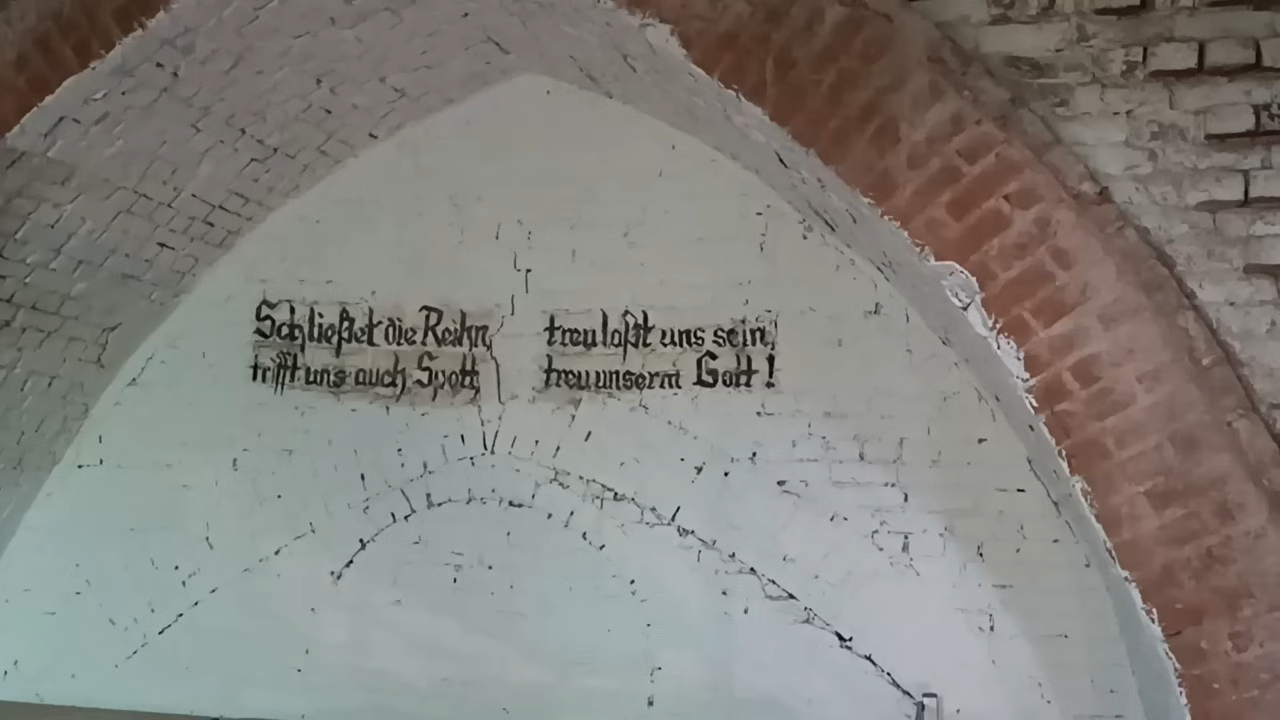 Schließet die Reihn, treu laßt uns sein,
trifft uns auch Spott, treu unserm Gott!